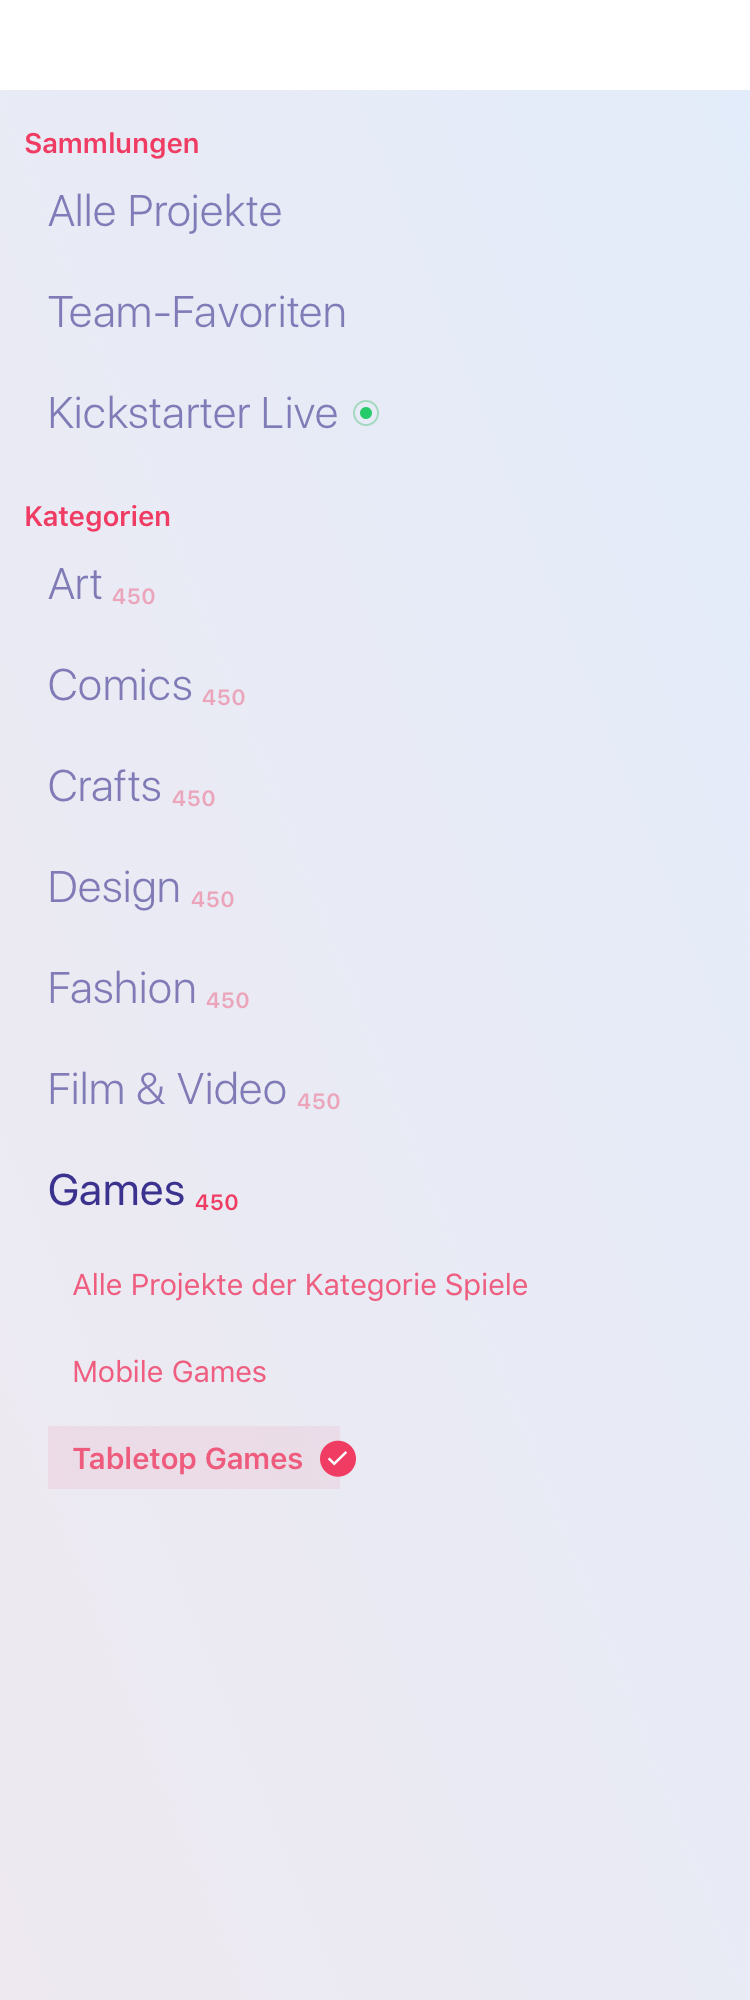 Sammlungen
Alle Projekte
Team-Favoriten
Kickstarter Live
Kategorien
Art 450
Comics 450
Crafts 450
Design 450
Fashion 450
Film & Video 450
Games 450
Alle Projekte der Kategorie Spiele
Mobile Games
Tabletop Games